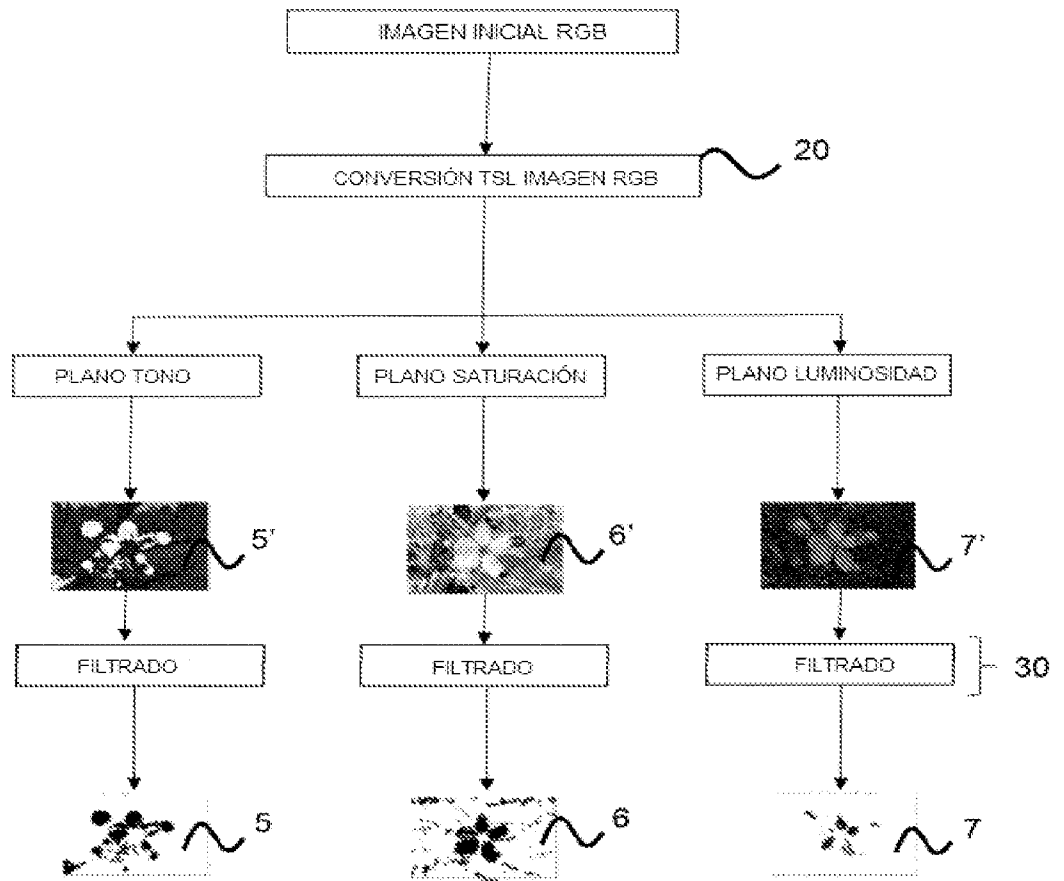 IMAGEN INICIAL RGB
20
CONVERSIÓN TSL IMAGEN RGB
PLANO TONO
PLANO SATURACIÓN
PLANO LUMINOSIDAD
5'
6'
7'
FILTRADO
FILTRADO
FILTRADO
30
5
6
7